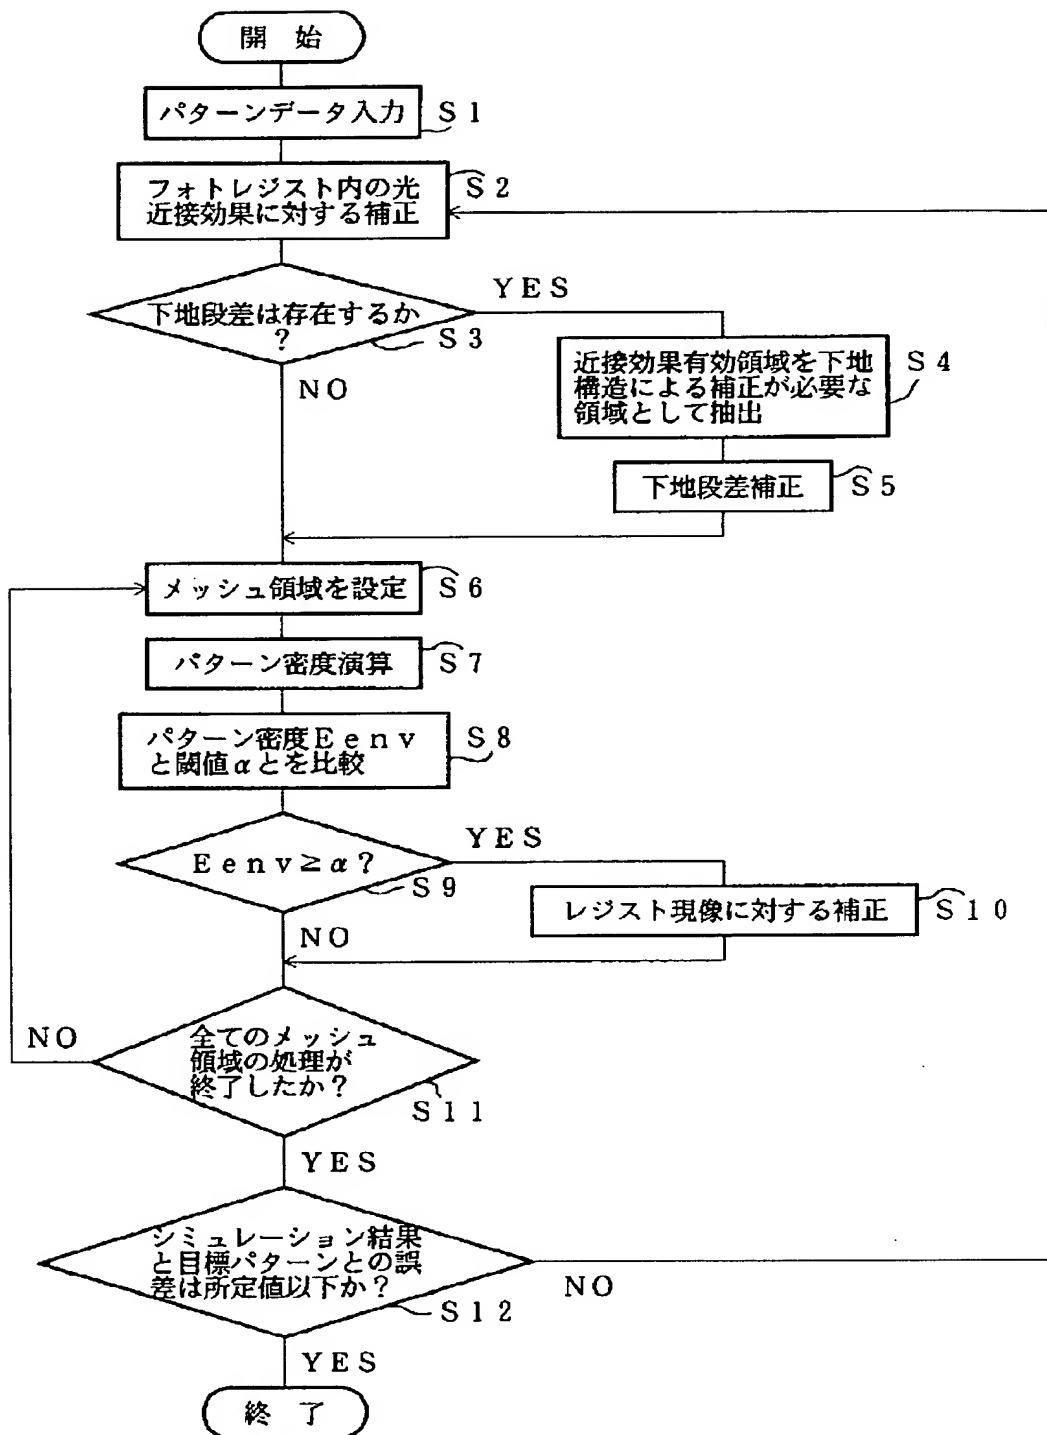 開 始
パターンデータ入力
S1
フォトレジスト内の光
近接効果に対する補正
S2
下地段差は存在するか
?
S3
YES
NO
近接効果有効領域を下地
構造による補正が必要な
領域として抽出
S4
下地段差補正
S5
メッシュ領域を設定
S6
パターン密度演算
S7
パターン密度Eenv
と閾値αとを比較
S8
Eenv≧α?
S9
YES
NO
レジスト現像に対する補正
S10
全てのメッシュ
領域の処理が
終了したか?
S11
NO
YES
シミュレーション結果
と目標パターンとの誤
差は所定値以下か?
S12
NO
YES
終 了